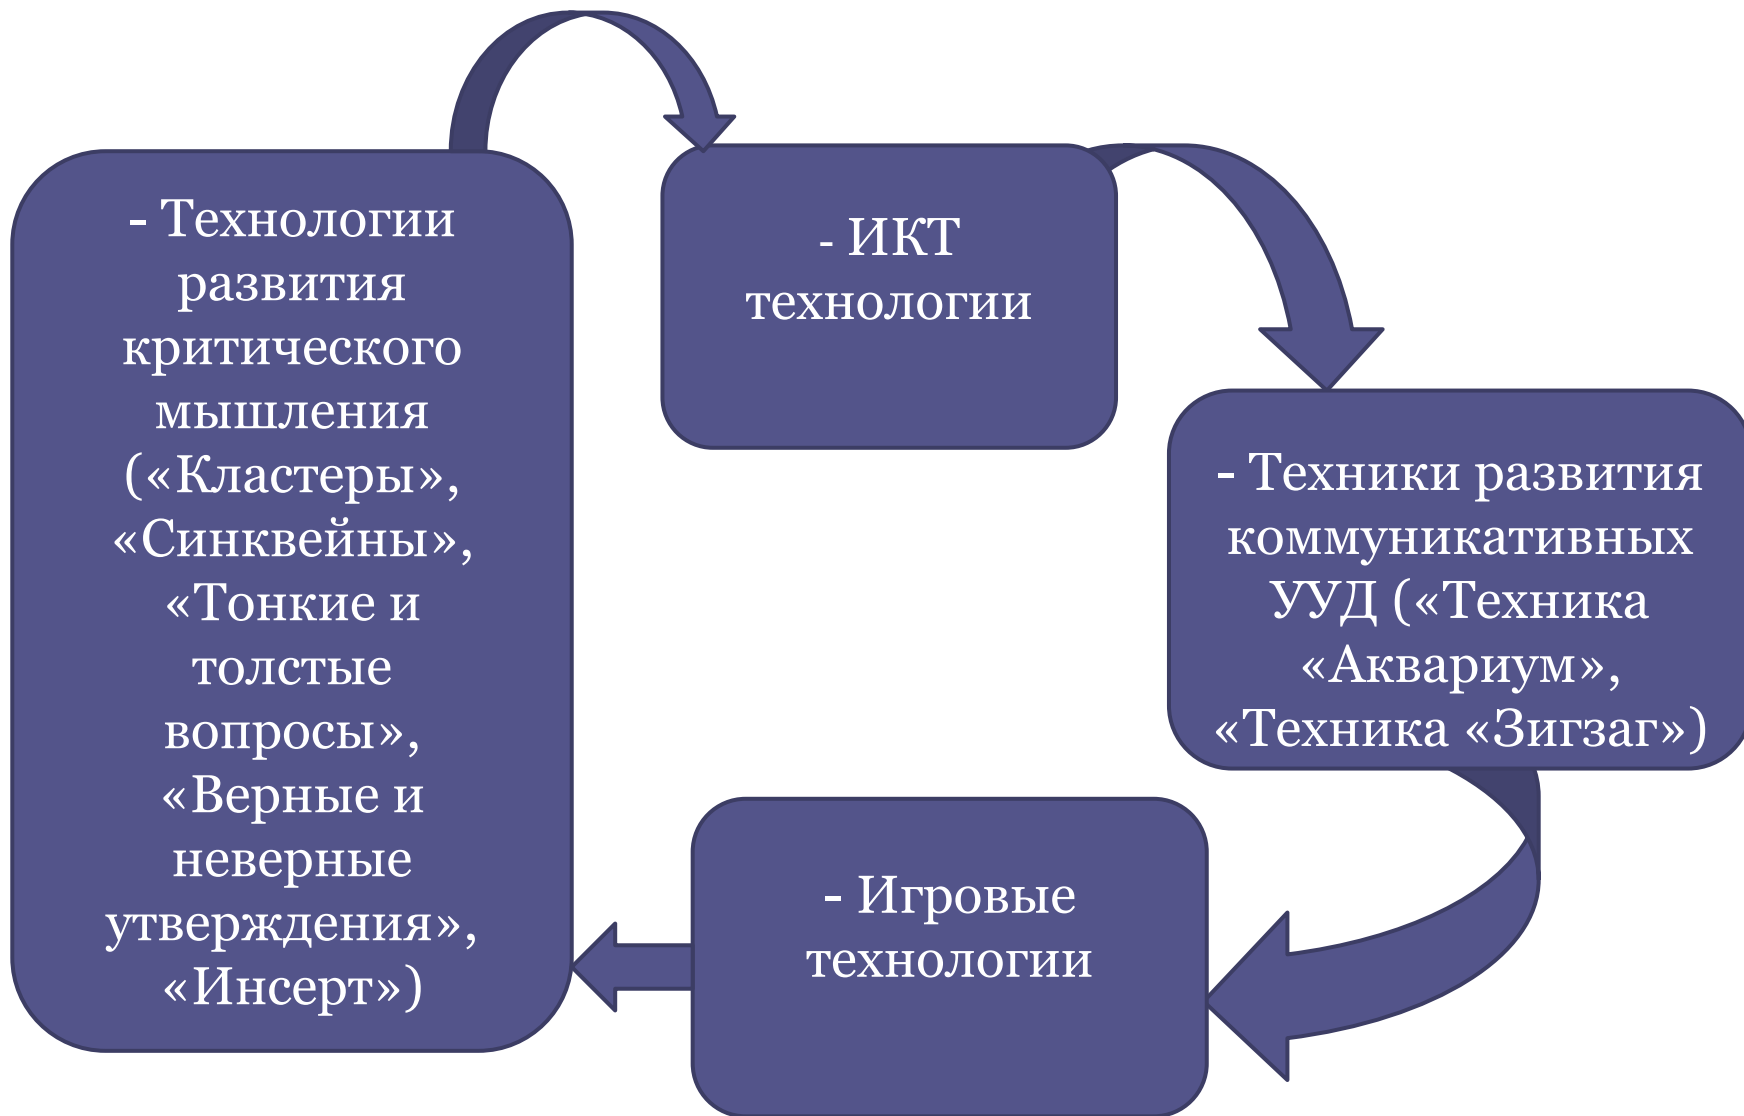 - Технологии
развития
критического
мышления
(«Кластеры»,
«Синквейны»,
«Тонкие и
толстые
вопросы»,
«Верные и
неверные
утверждения»,
«Инсерт»)
- ИКТ
технологии
- Техники развития
коммуникативных
УУД («Техника
«Аквариум»,
«Техника «Зигзаг»)
- Игровые
технологии